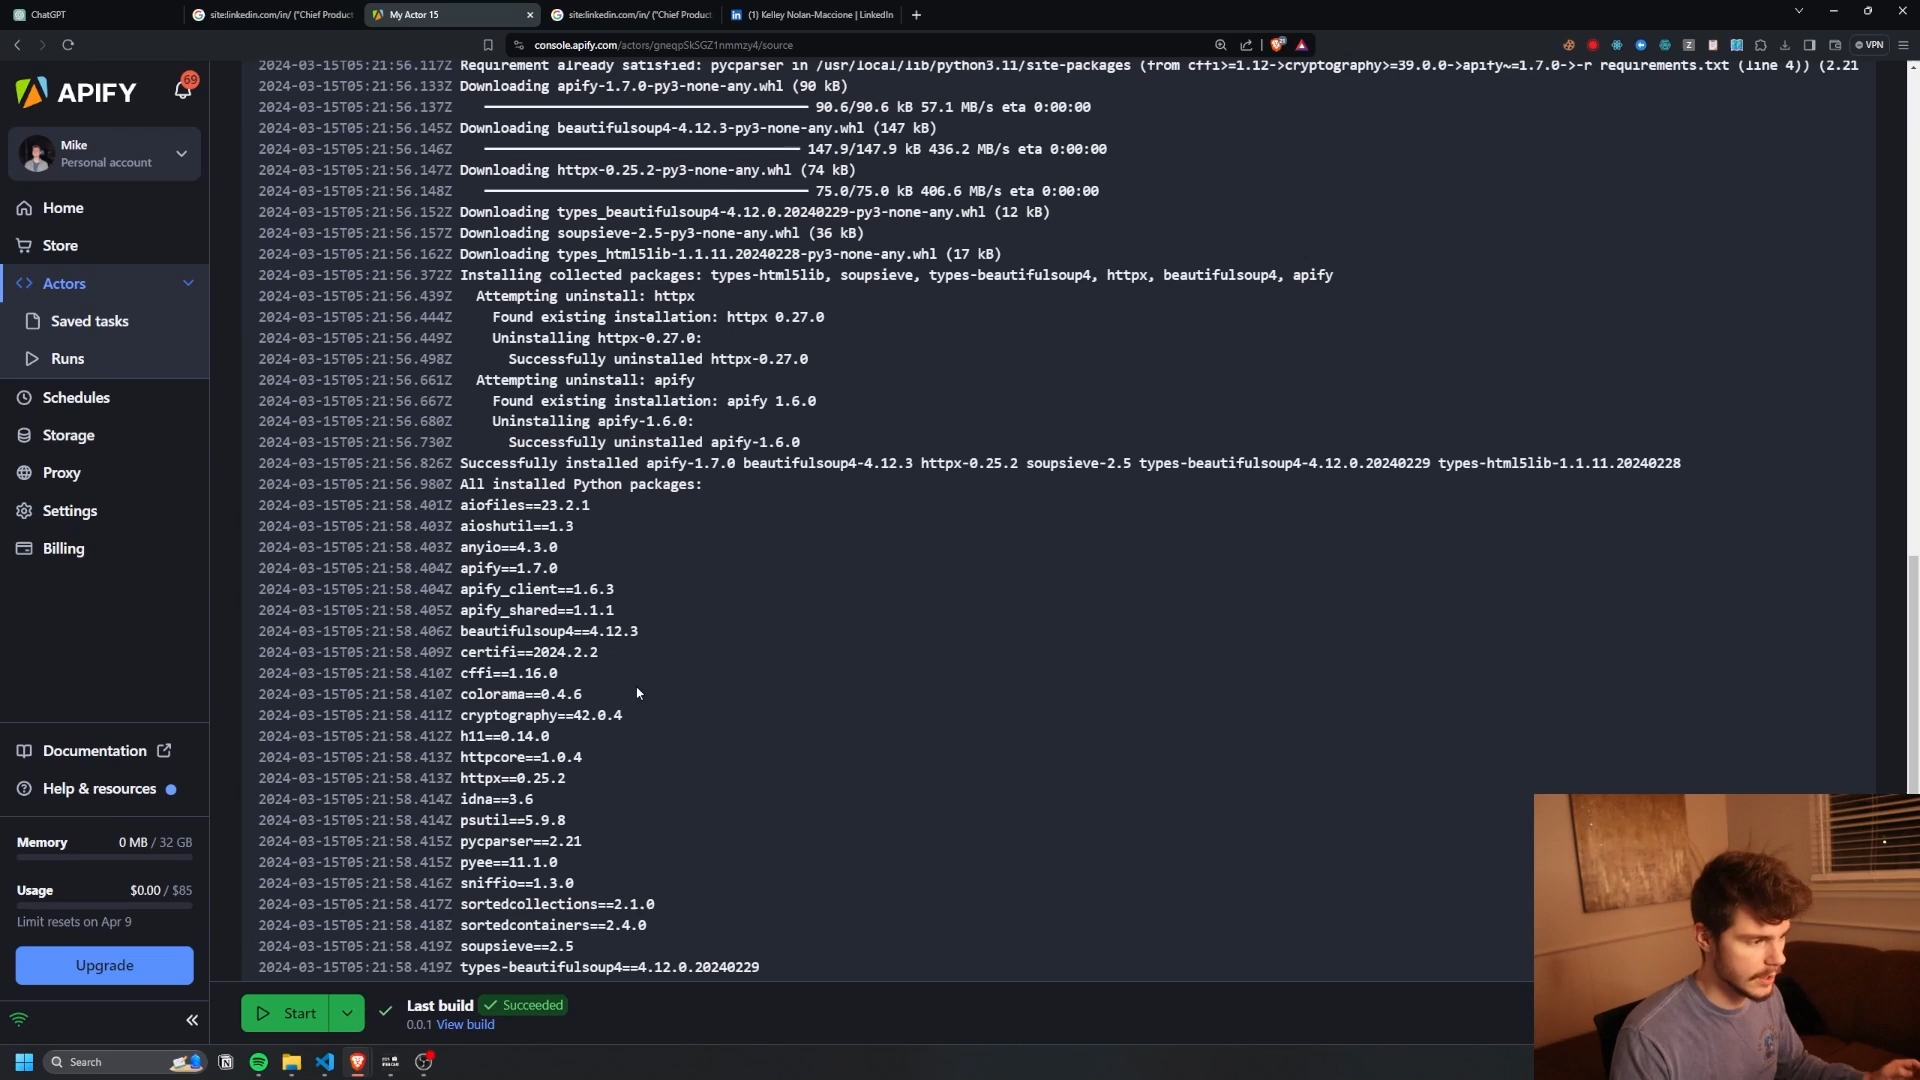 ChatGPT
site:linkedin.com/in/ ("Chief Product
My Actor 15
site:linkedin.com/in/ ("Chief Product
(1) Kelley Nolan-Maccione | LinkedIn
console.apify.com/actors/gneqpSkSGZ1nmmzy4/source
VPN
APIFY
69
Mike
Personal account
Home
Store
Actors
Saved tasks
Runs
Schedules
Storage
Proxy
Settings
Billing
Documentation
Help & resources
Memory 0 MB / 32 GB
Usage $0.00 / $85
Limit resets on Apr 9
Upgrade
2024-03-15T05:21:56.117Z Requirement already satisfied: pycparser in /usr/local/lib/python3.11/site-packages (from cffi>=1.12->cryptography>=39.0.0->apify~=1.7.0->-r requirements.txt (line 4)) (2.21
2024-03-15T05:21:56.133Z Downloading apify-1.7.0-py3-none-any.whl (90 kB)
2024-03-15T05:21:56.137Z 90.6/90.6 kB 57.1 MB/s eta 0:00:00
2024-03-15T05:21:56.145Z Downloading beautifulsoup4-4.12.3-py3-none-any.whl (147 kB)
2024-03-15T05:21:56.146Z 147.9/147.9 kB 436.2 MB/s eta 0:00:00
2024-03-15T05:21:56.147Z Downloading httpx-0.25.2-py3-none-any.whl (74 kB)
2024-03-15T05:21:56.148Z 75.0/75.0 kB 406.6 MB/s eta 0:00:00
2024-03-15T05:21:56.152Z Downloading types_beautifulsoup4-4.12.0.20240229-py3-none-any.whl (12 kB)
2024-03-15T05:21:56.157Z Downloading soupsieve-2.5-py3-none-any.whl (36 kB)
2024-03-15T05:21:56.162Z Downloading types_html5lib-1.1.11.20240228-py3-none-any.whl (17 kB)
2024-03-15T05:21:56.372Z Installing collected packages: types-html5lib, soupsieve, types-beautifulsoup4, httpx, beautifulsoup4, apify
2024-03-15T05:21:56.439Z Attempting uninstall: httpx
2024-03-15T05:21:56.444Z Found existing installation: httpx 0.27.0
2024-03-15T05:21:56.449Z Uninstalling httpx-0.27.0:
2024-03-15T05:21:56.498Z Successfully uninstalled httpx-0.27.0
2024-03-15T05:21:56.661Z Attempting uninstall: apify
2024-03-15T05:21:56.667Z Found existing installation: apify 1.6.0
2024-03-15T05:21:56.680Z Uninstalling apify-1.6.0:
2024-03-15T05:21:56.730Z Successfully uninstalled apify-1.6.0
2024-03-15T05:21:56.826Z Successfully installed apify-1.7.0 beautifulsoup4-4.12.3 httpx-0.25.2 soupsieve-2.5 types-beautifulsoup4-4.12.0.20240229 types-html5lib-1.1.11.20240228
2024-03-15T05:21:56.980Z All installed Python packages:
2024-03-15T05:21:58.401Z aiofiles==23.2.1
2024-03-15T05:21:58.403Z aioshutil==1.3
2024-03-15T05:21:58.403Z anyio==4.3.0
2024-03-15T05:21:58.404Z apify==1.7.0
2024-03-15T05:21:58.404Z apify_client==1.6.3
2024-03-15T05:21:58.405Z apify_shared==1.1.1
2024-03-15T05:21:58.406Z beautifulsoup4==4.12.3
2024-03-15T05:21:58.409Z certifi==2024.2.2
2024-03-15T05:21:58.410Z cffi==1.16.0
2024-03-15T05:21:58.410Z colorama==0.4.6
2024-03-15T05:21:58.411Z cryptography==42.0.4
2024-03-15T05:21:58.412Z h11==0.14.0
2024-03-15T05:21:58.413Z httpcore==1.0.4
2024-03-15T05:21:58.413Z httpx==0.25.2
2024-03-15T05:21:58.414Z idna==3.6
2024-03-15T05:21:58.414Z psutil==5.9.8
2024-03-15T05:21:58.415Z pycparser==2.21
2024-03-15T05:21:58.415Z pyee==11.1.0
2024-03-15T05:21:58.416Z sniffio==1.3.0
2024-03-15T05:21:58.417Z sortedcollections==2.1.0
2024-03-15T05:21:58.418Z sortedcontainers==2.4.0
2024-03-15T05:21:58.419Z soupsieve==2.5
2024-03-15T05:21:58.419Z types-beautifulsoup4==4.12.0.20240229
Start
Last build Succeeded
0.0.1 View build
Search